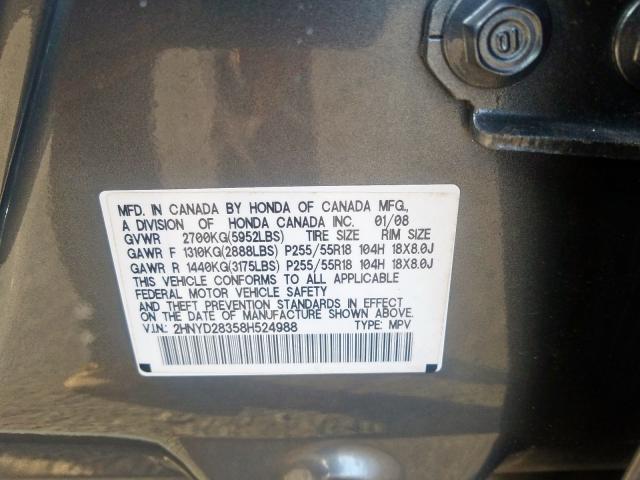 10
MFD. IN CANADA BY HONDA OF CANADA MFG.,
A DIVISION OF HONDA CANADA INC. 01/08
GVWR 2700KG(5952LBS) TIRE SIZE RIM SIZE
GAWR F 1310KG(2888LBS) P255/55R18 104H 18X8.0J
GAWR R 1440KG(3175LBS) P255/55R18 104H 18X8.0J
THIS VEHICLE CONFORMS TO ALL APPLICABLE
FEDERAL MOTOR VEHICLE SAFETY
AND THEFT PREVENTION STANDARDS IN EFFECT
ON THE DATE OF MANUFACTURE SHOWN ABOVE.
V.I.N: 2HNYD28358H524988 TYPE: MPV